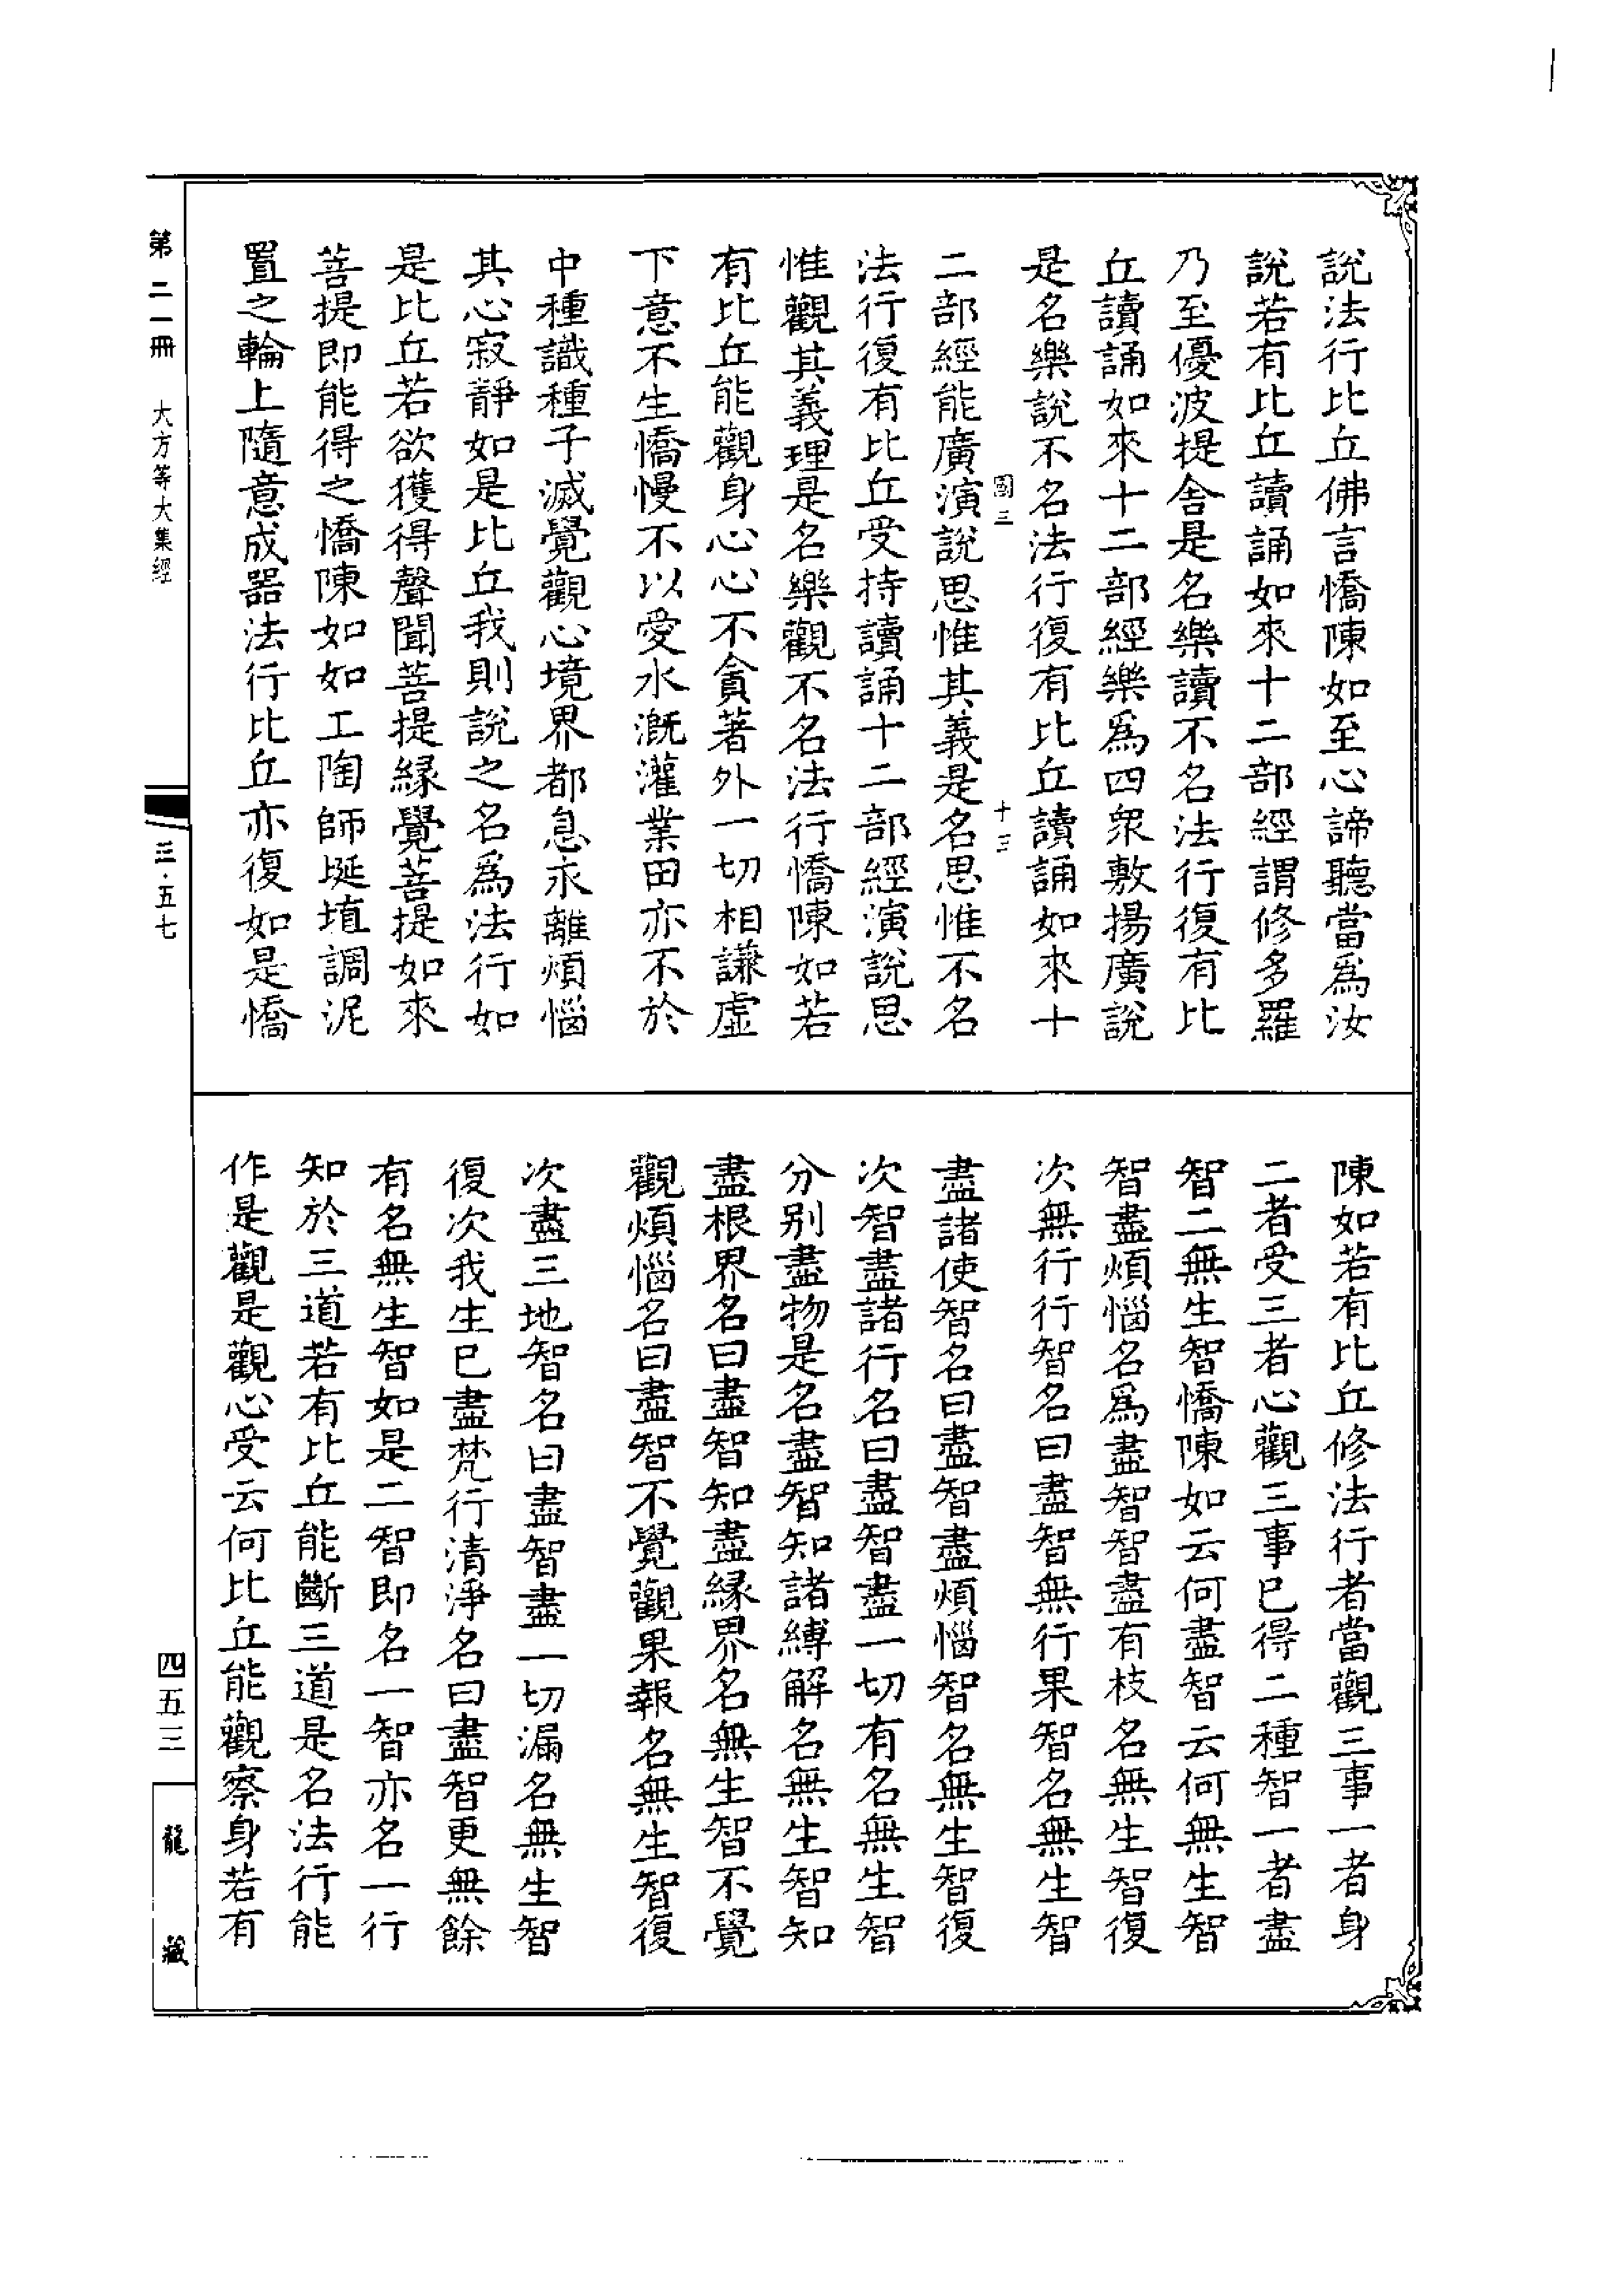 說法行比丘佛言憍陳如至心諦聽當爲汝
說若有比丘讀誦如來十二部經謂修多羅
乃至優波提舍是名樂讀不名法行復有比
丘讀誦如來十二部經樂爲四衆敷揚廣說
是名樂說不名法行復有比丘讀誦如來十
國三 十三
二部經能廣演說思惟其義是名思惟不名
法行復有比丘受持讀誦十二部經演說思
惟觀其義理是名樂觀不名法行憍陳如若
有比丘能觀身心心不貪著外一切相謙虛
下意不生憍慢不以愛水溉灌業田亦不於
中種識種子滅覺觀心境界都息永離煩惱
其心寂靜如是比丘我則說之名爲法行如
是比丘若欲獲得聲聞菩提緣覺菩提如來
菩提即能得之憍陳如如工陶師埏埴調泥
置之輪上隨意成器法行比丘亦復如是憍
陳如若有比丘修法行者當觀三事一者身
二者受三者心觀三事已得二種智一者盡
智二無生智憍陳如云何盡智云何無生智
智盡煩惱名爲盡智智盡有枝名無生智復
次無行行智名曰盡智無行果智名無生智
盡諸使智名曰盡智盡煩惱智名無生智復
次智盡諸行名曰盡智盡一切有名無生智
分別盡物是名盡智知諸縛解名無生智知
盡根界名曰盡智知盡緣界名無生智不覺
觀煩惱名曰盡智不覺觀果報名無生智復
次盡三地智名曰盡智盡一切漏名無生智
復次我生已盡梵行清淨名曰盡智更無餘
有名無生智如是二智即名一智亦名一行
知於三道若有比丘能斷三道是名法行能
作是觀是觀心受云何比丘能觀察身若有
第二一冊 大方等大集經
三·五七
四五三
龍藏